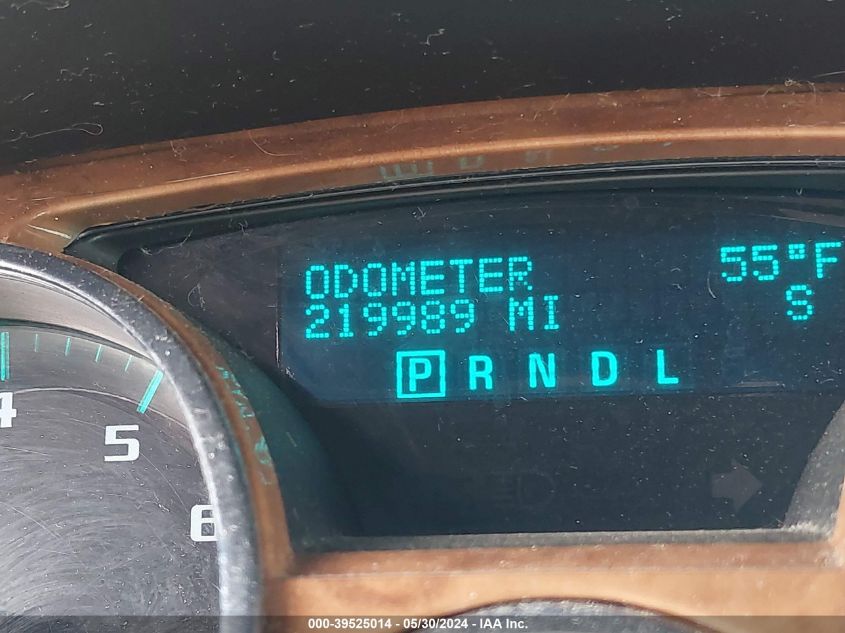 ODOMETER 55°F
219989 MI S
P R N D L
4
5
6
000-39525014 - 05/30/2024 - IAA Inc.